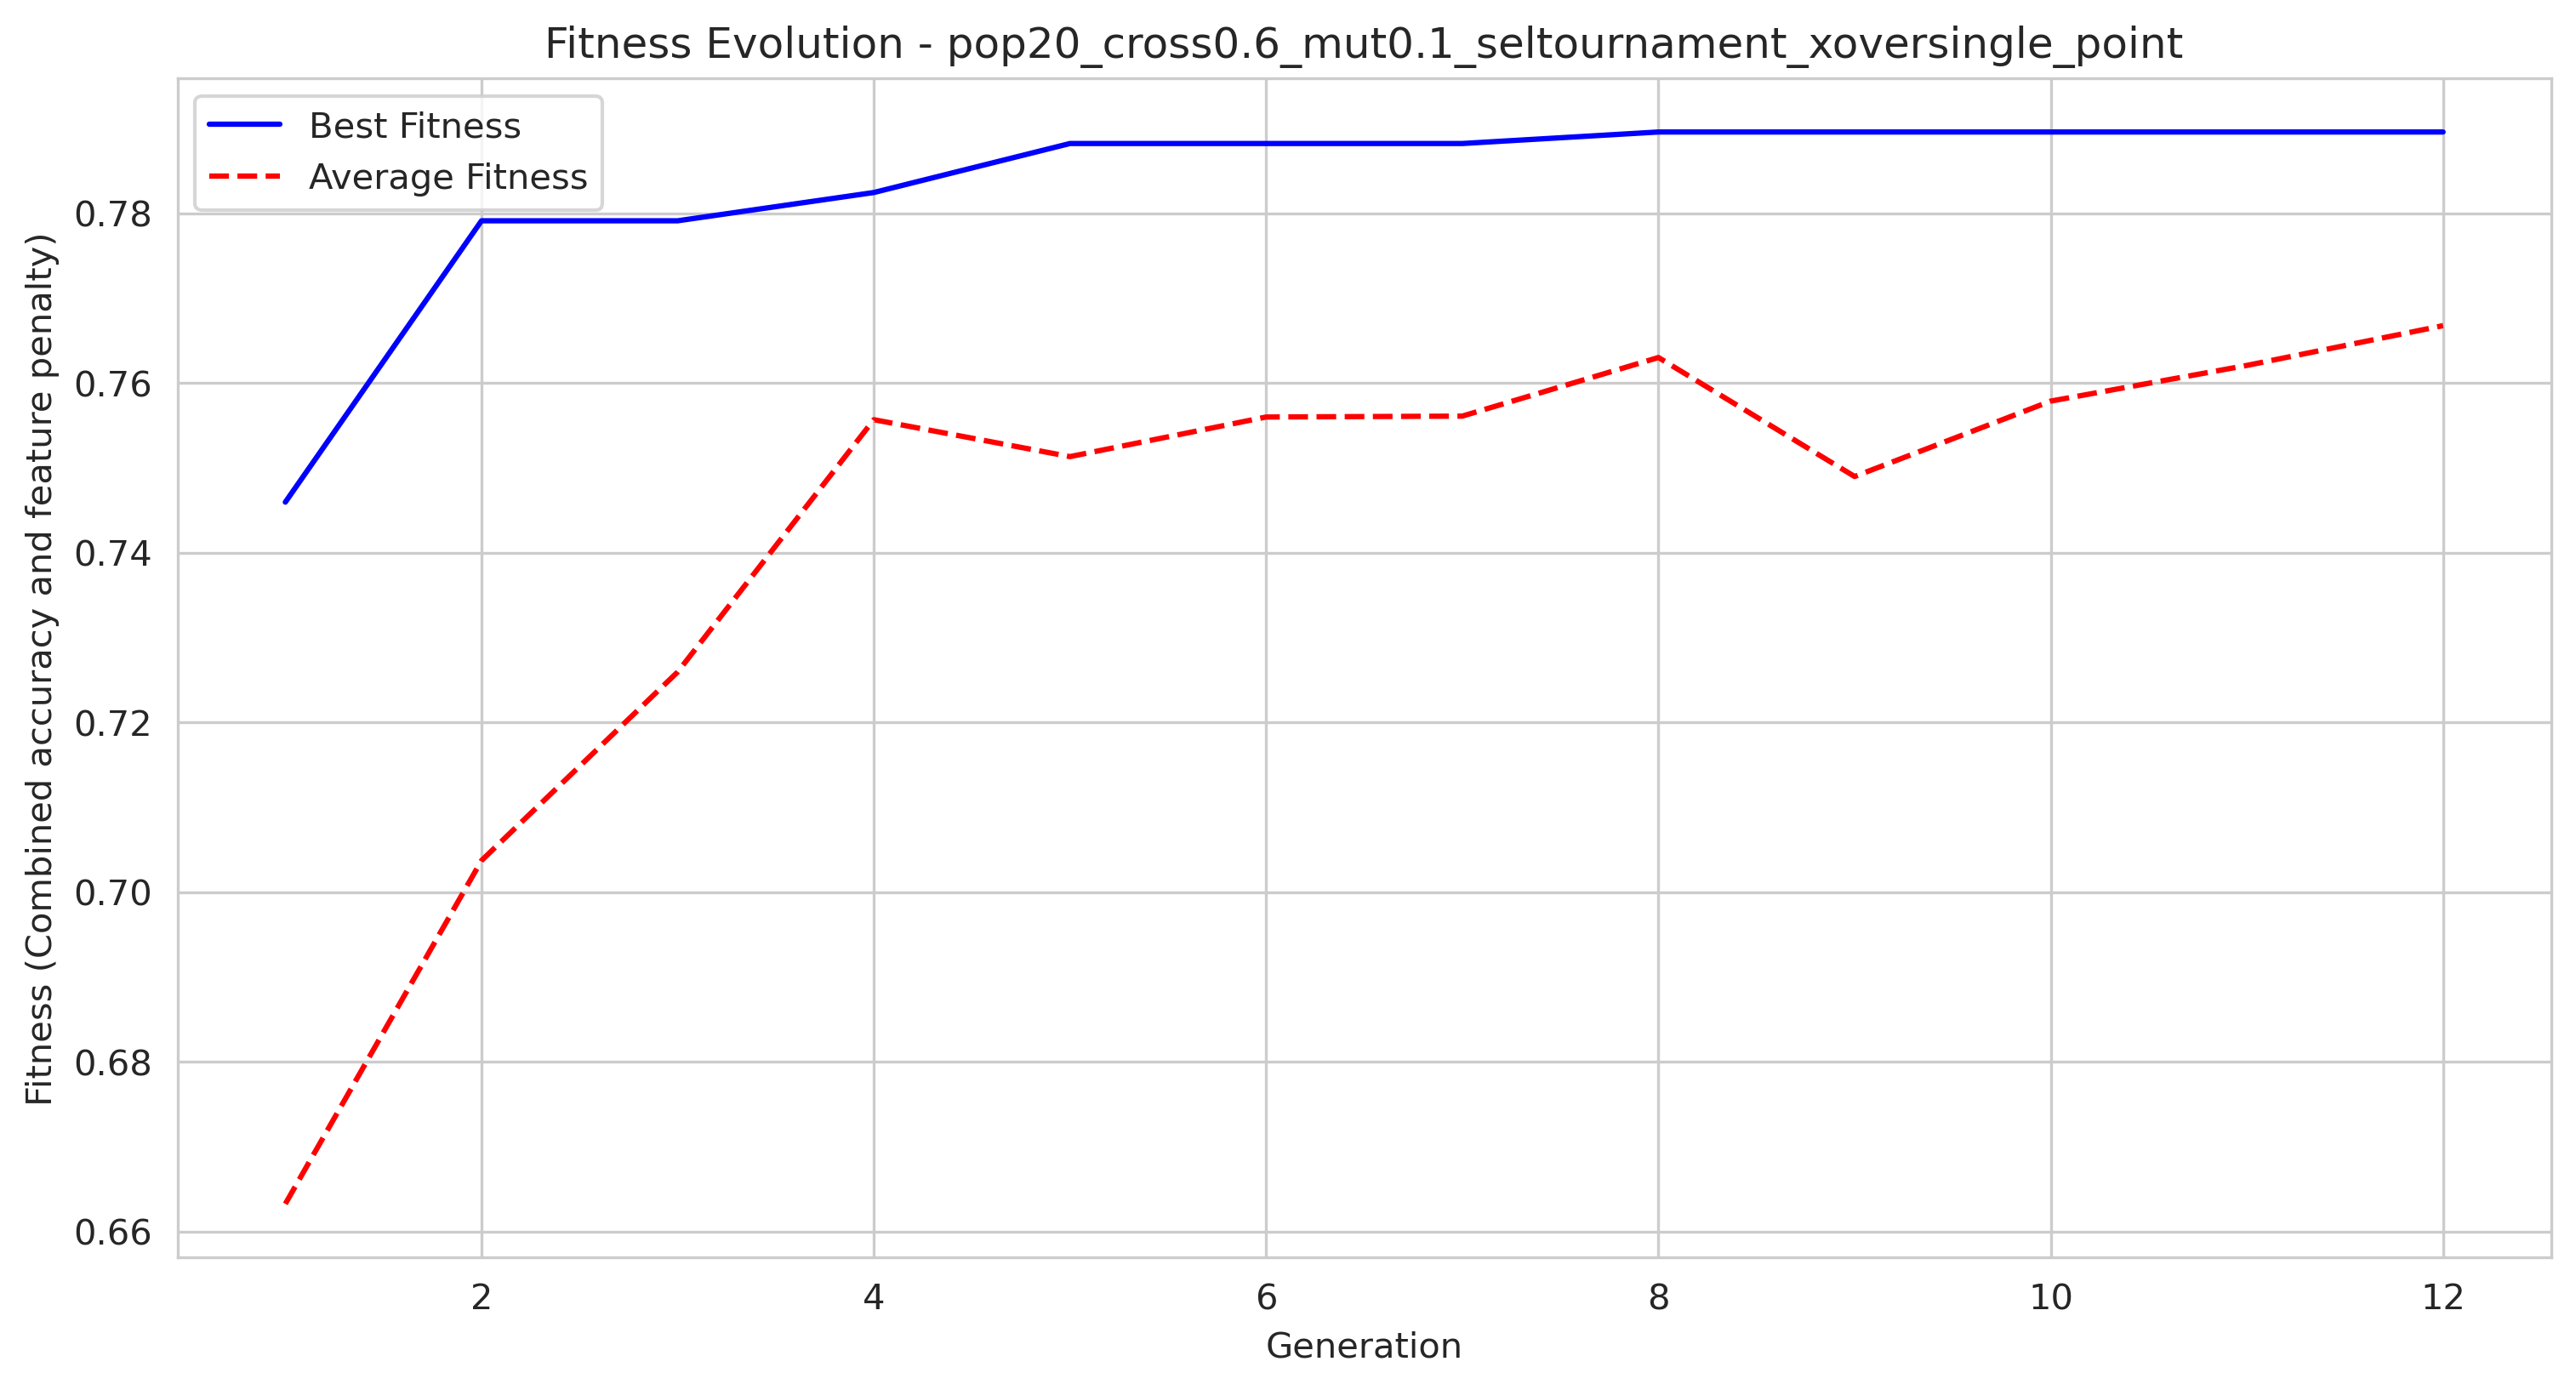 Fitness Evolution - pop20_cross0.6_mut0.1_seltournament_xoversingle_point
Best Fitness
Average Fitness
Fitness (Combined accuracy and feature penalty)
0.78
0.76
0.74
0.72
0.70
0.68
0.66
2 4 6 8 10 12
Generation